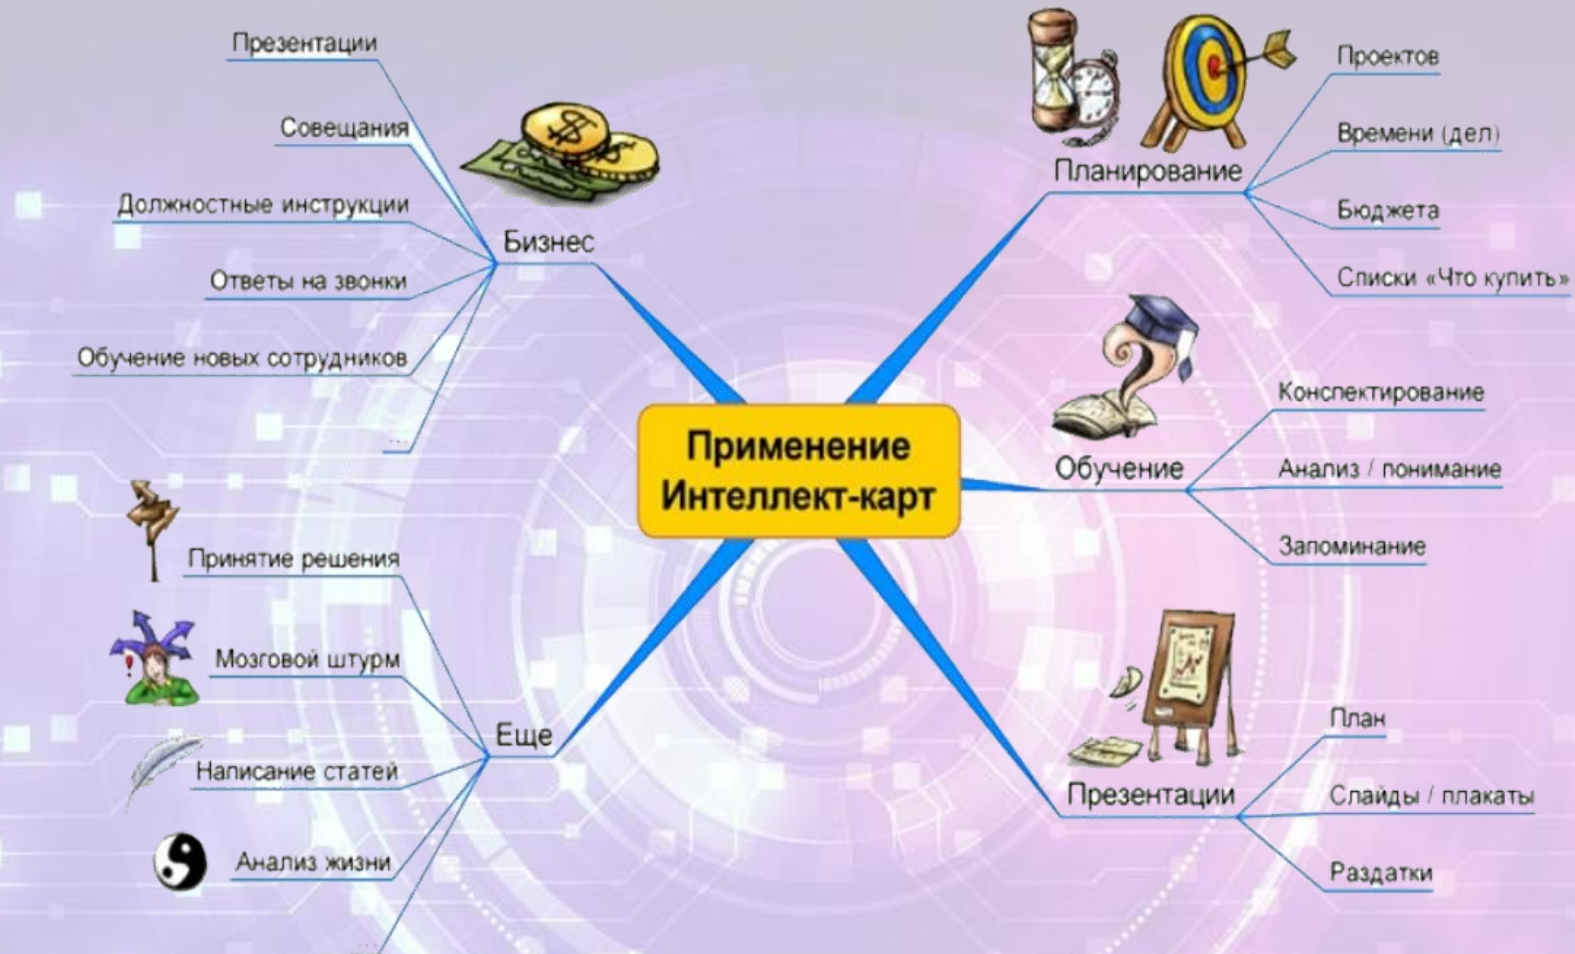 Применение
Интеллект-карт
Планирование
Проектов
Времени (дел)
Бюджета
Списки «Что купить»
Обучение
Конспектирование
Анализ / понимание
Запоминание
Презентации
План
Слайды / плакаты
Раздатки
Бизнес
Презентации
Совещания
Должностные инструкции
Ответы на звонки
Обучение новых сотрудников
...
Еще
Принятие решения
Мозговой штурм
Написание статей
Анализ жизни
...